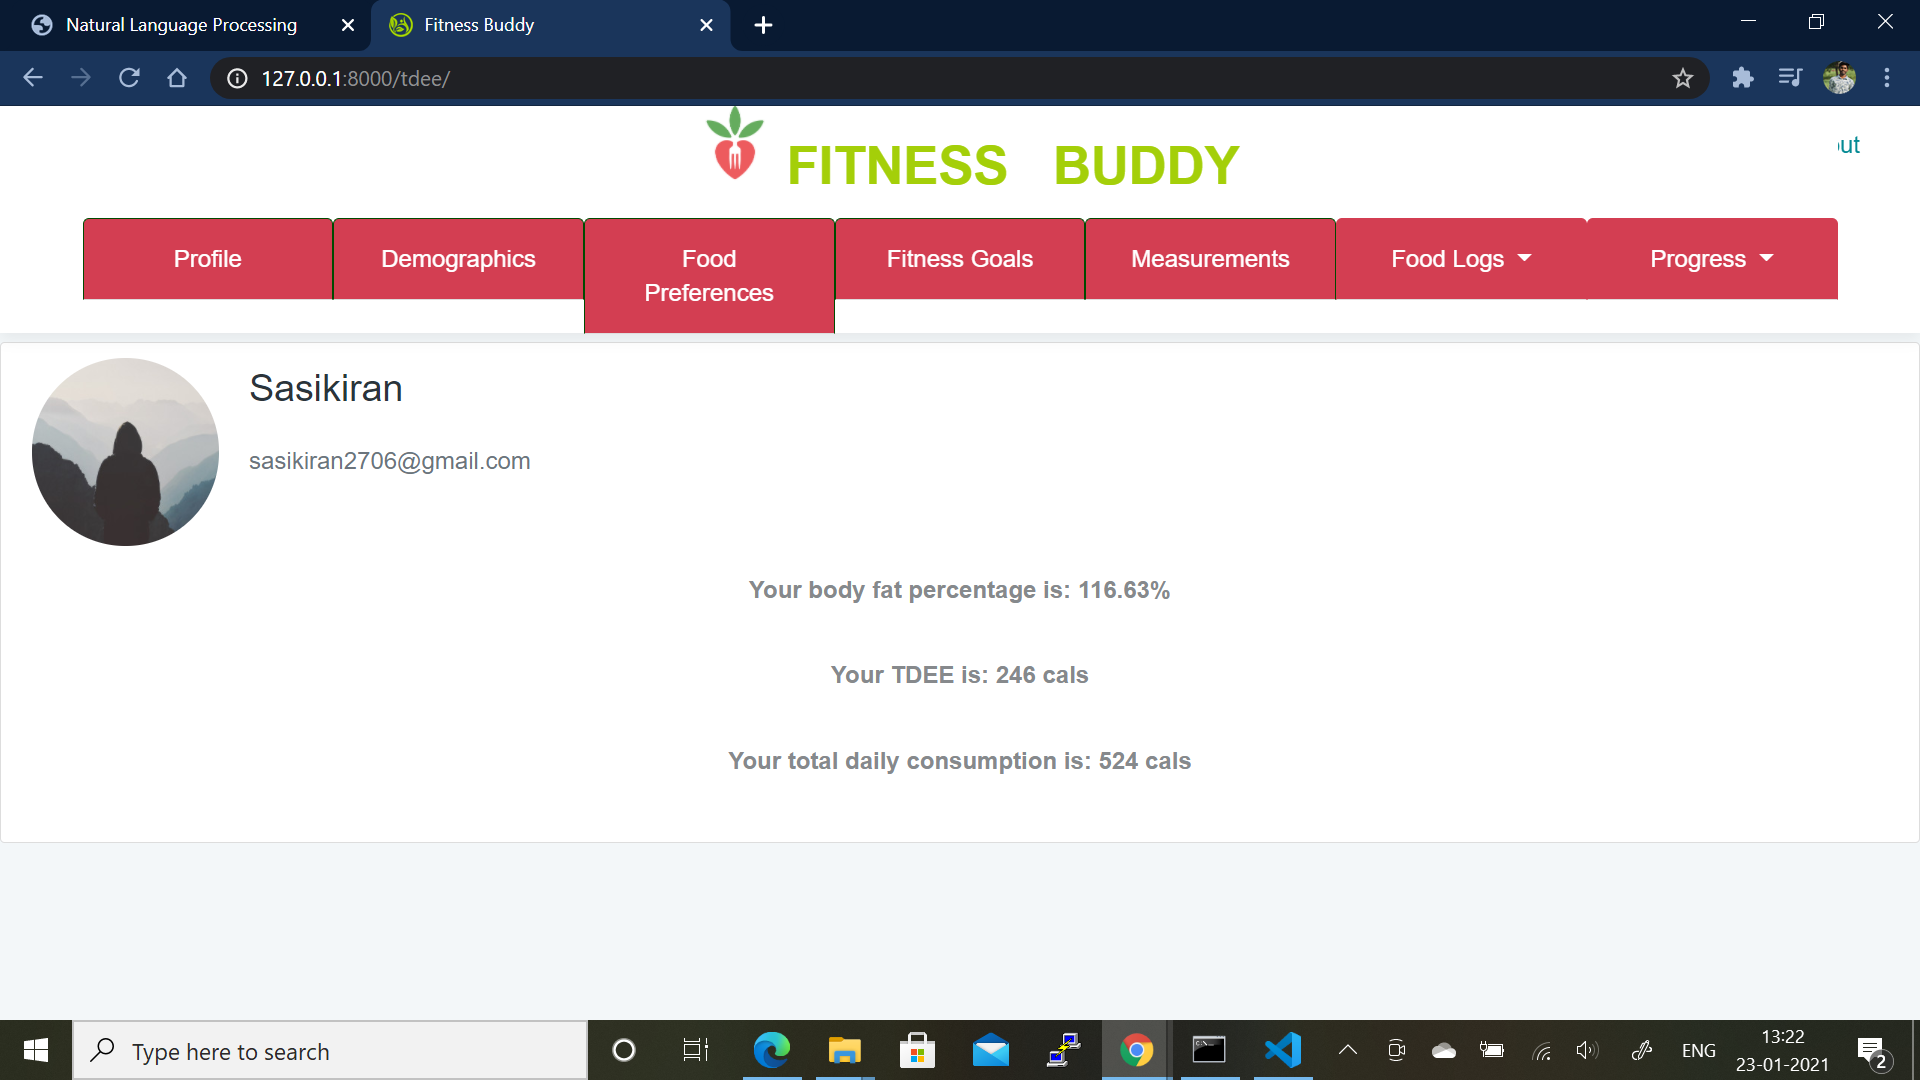 Natural Language Processing
Fitness Buddy
127.0.0.1:8000/tdee/
FITNESS BUDDY
out
Profile
Demographics
Food
Preferences
Fitness Goals
Measurements
Food Logs
Progress
Sasikiran
sasikiran2706@gmail.com
Your body fat percentage is: 116.63%
Your TDEE is: 246 cals
Your total daily consumption is: 524 cals
Type here to search
ENG
13:22
23-01-2021
2